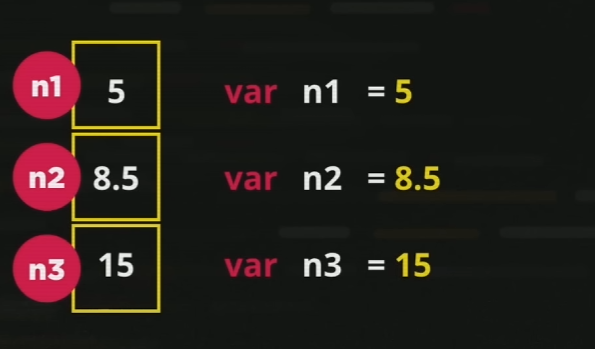 n1 5 var n1 = 5
n2 8.5 var n2 = 8.5
n3 15 var n3 = 15